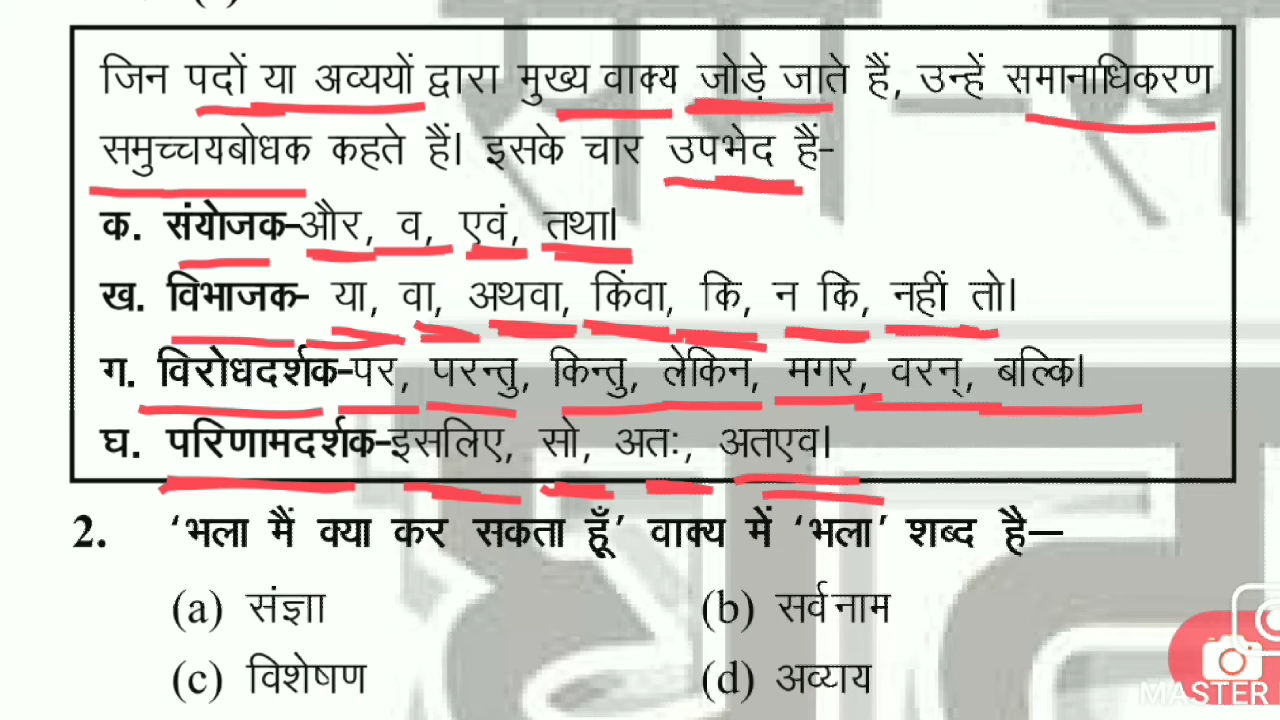 जिन पदों या अव्ययों द्वारा मुख्य वाक्य जोड़े जाते हैं, उन्हें समानाधिकरण
समुच्चयबोधक कहते हैं। इसके चार उपभेद हैं-
क. संयोजक-और, व, एवं, तथा।
ख. विभाजक- या, वा, अथवा, किंवा, कि, न कि, नहीं तो।
ग. विरोधदर्शक-पर, परन्तु, किन्तु, लेकिन, मगर, वरन्, बल्कि।
घ. परिणामदर्शक-इसलिए, सो, अतः, अतएव।
2. 'भला मैं क्या कर सकता हूँ' वाक्य में 'भला' शब्द है—
(a) संज्ञा (b) सर्वनाम
(c) विशेषण (d) अव्यय
MASTER